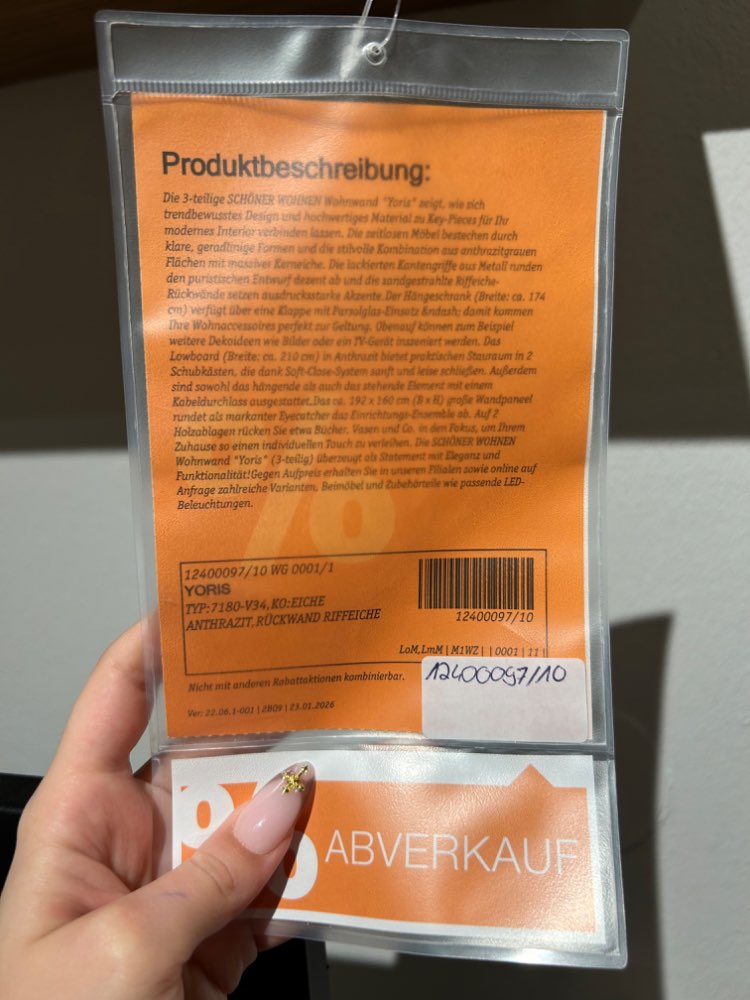 Produktbeschreibung:
Die 3-teilige SCHÖNER WOHNEN Wohnwand "Yoris" zeigt, wie sich
trendbewusstes Design und hochwertiges Material zu Key-Pieces für Ihr
modernes Interior verbinden lassen. Die zeitlosen Möbel bestechen durch
klare, geradlinige Formen und die stilvolle Kombination aus anthrazitgrauen
Flächen mit massiver Kerneiche. Die lackierten Kantengriffe aus Metall runden
den puristischen Entwurf dezent ab und die sandgestrahlte Riffeiche-
Rückwände setzen ausdrucksstarke Akzente.Der Hängeschrank (Breite: ca. 174
cm) verfügt über eine Klappe mit Parsolglas-Einsatz &ndash; damit kommen
Ihre Wohnaccessoires perfekt zur Geltung. Obenauf können zum Beispiel
weitere Dekoideen wie Bilder oder ein TV-Gerät inszeniert werden. Das
Lowboard (Breite: ca. 210 cm) in Anthrazit bietet praktischen Stauraum in 2
Schubkästen, die dank Soft-Close-System sanft und leise schließen. Außerdem
sind sowohl das hängende als auch das stehende Element mit einem
Kabeldurchlass ausgestattet.Das ca. 192 x 160 cm (B x H) große Wandpaneel
rundet als markanter Eyecatcher das Einrichtungs-Ensemble ab. Auf 2
Holzablagen rücken Sie etwa Bücher, Vasen und Co. in den Fokus, um Ihrem
Zuhause so einen individuellen Touch zu verleihen. Die SCHÖNER WOHNEN
Wohnwand "Yoris" (3-teilig) überzeugt als Statement mit Eleganz und
Funktionalität!Gegen Aufpreis erhalten Sie in unseren Filialen sowie online auf
Anfrage zahlreiche Varianten, Beimöbel und Zubehörteile wie passende LED-
Beleuchtungen.
12400097/10 WG 0001/1
YORIS
TYP:7180-V34,KO:EICHE
ANTHRAZIT,RÜCKWAND RIFFEICHE
12400097/10
LoM,LmM | M1WZ | | 0001 | 11 |
Nicht mit anderen Rabattaktionen kombinierbar.
12400097/10
Ver: 22.06.1-001 | 2809 | 23.01.2026
% ABVERKAUF